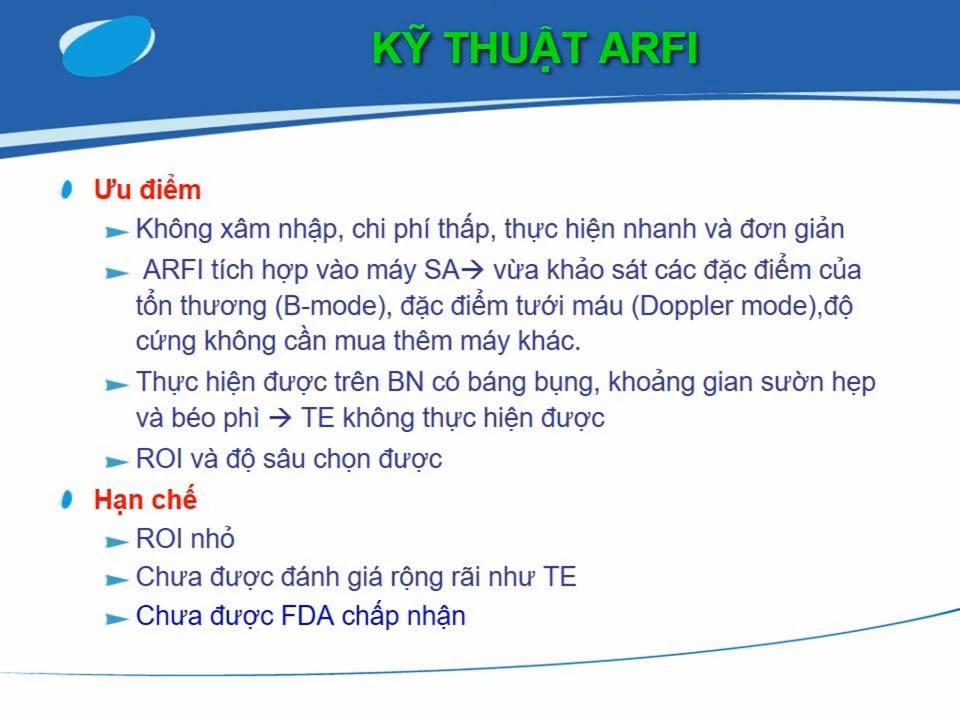 KỸ THUẬT ARFI
Ưu điểm
Không xâm nhập, chi phí thấp, thực hiện nhanh và đơn giản
ARFI tích hợp vào máy SA→ vừa khảo sát các đặc điểm của
tổn thương (B-mode), đặc điểm tưới máu (Doppler mode),độ
cứng không cần mua thêm máy khác.
Thực hiện được trên BN có báng bụng, khoảng gian sườn hẹp
và béo phì → TE không thực hiện được
ROI và độ sâu chọn được
Hạn chế
ROI nhỏ
Chưa được đánh giá rộng rãi như TE
Chưa được FDA chấp nhận